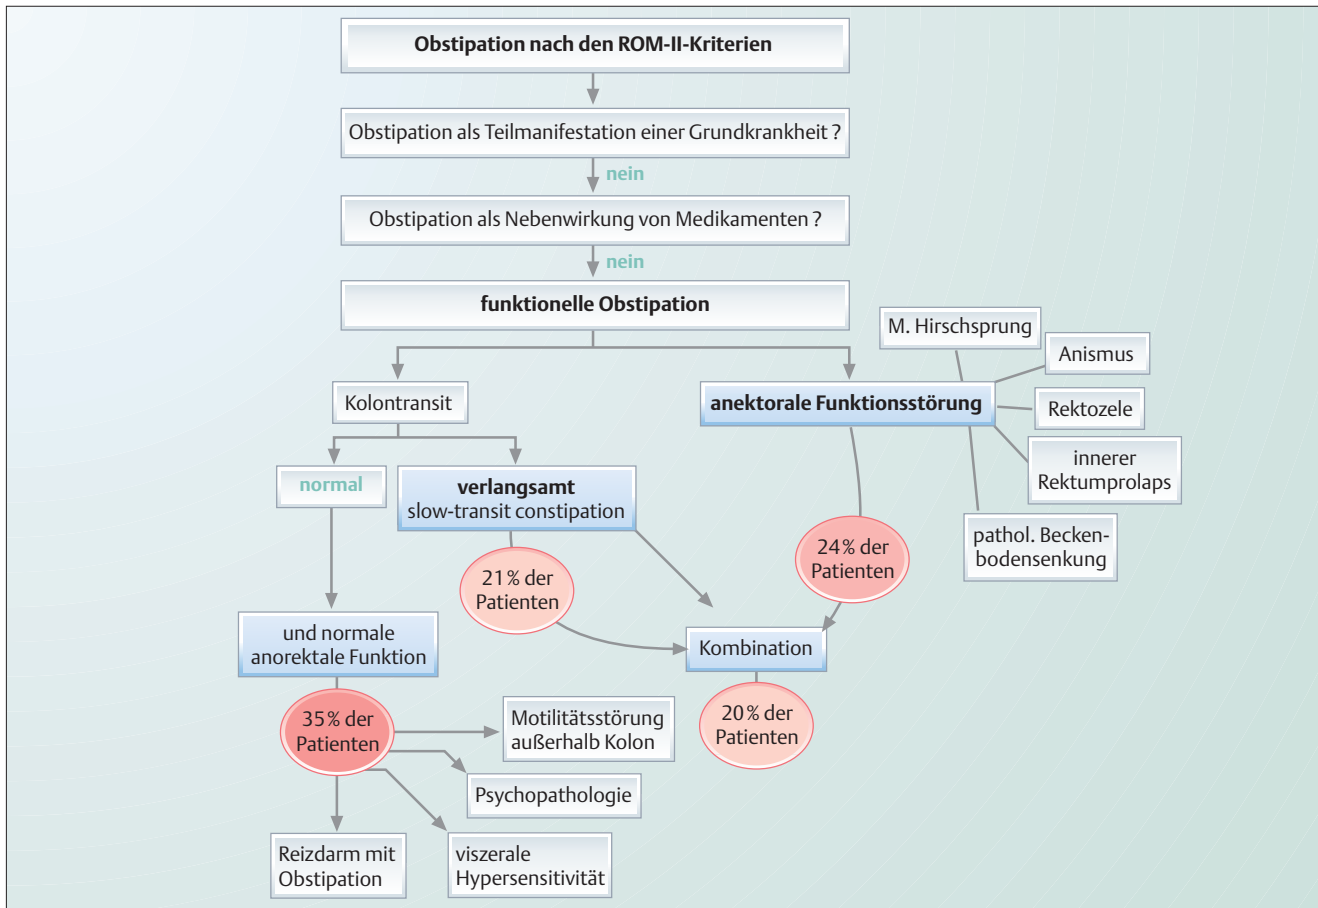 Obstipation nach den ROM-II-Kriterien
Obstipation als Teilmanifestation einer Grundkrankheit ?
nein
Obstipation als Nebenwirkung von Medikamenten ?
nein
funktionelle Obstipation
M. Hirschsprung
Anismus
Kolontransit
anektorale Funktionsstörung
Rektozele
innerer
Rektumprolaps
normal
verlangsamt
slow-transit constipation
pathol. Becken-
bodensenkung
21% der
Patienten
24% der
Patienten
und normale
anorektale Funktion
Kombination
35% der
Patienten
Motilitätsstörung
außerhalb Kolon
20% der
Patienten
Psychopathologie
Reizdarm mit
Obstipation
viszerale
Hypersensitivität